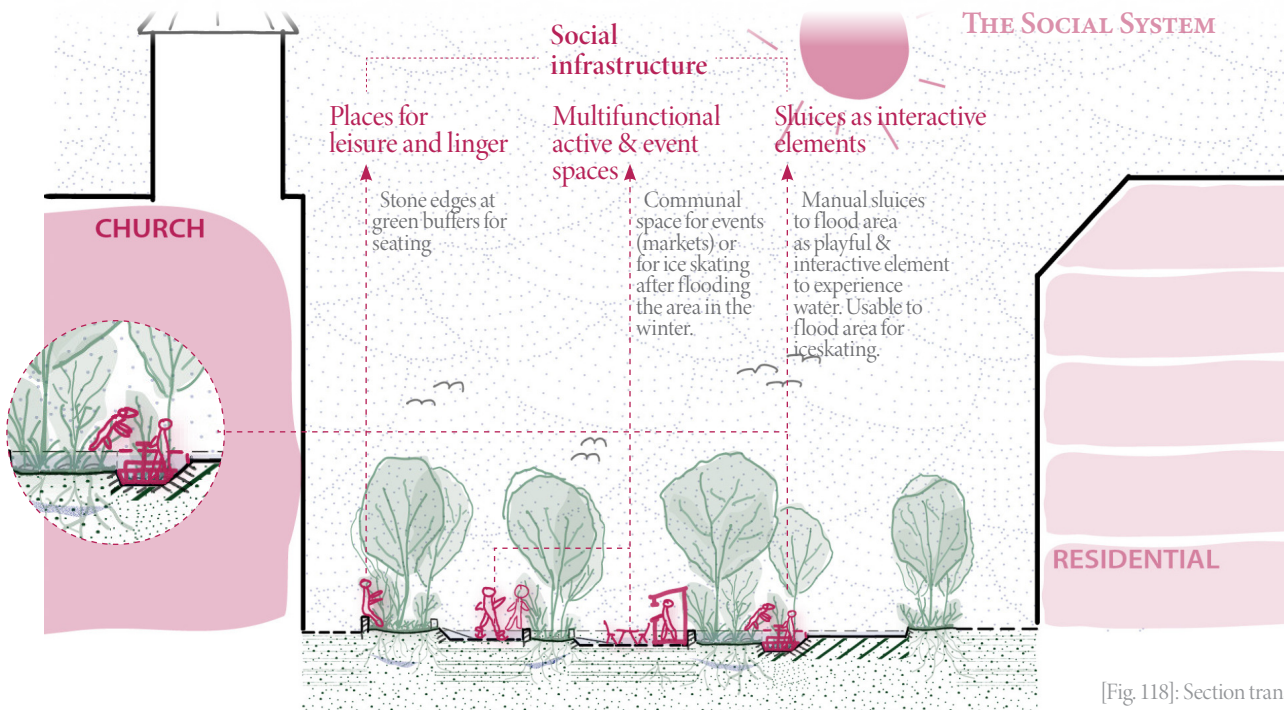 THE SOCIAL SYSTEM
Social
infrastructure
Places for
leisure and linger
Multifunctional
active & event
spaces
Sluices as interactive
elements
Stone edges at
green buffers for
seating
Communal
space for events
(markets) or
for ice skating
after flooding
the area in the
winter.
Manual sluices
to flood area
as playful &
interactive element
to experience
water. Usable to
flood area for
iceskating.
CHURCH
RESIDENTIAL
[Fig. 118]: Section tran